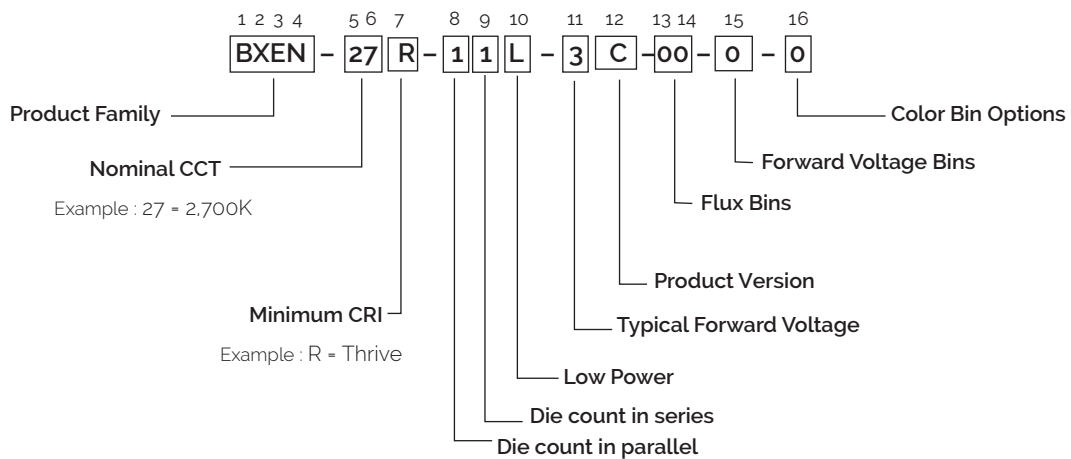 1 2 3 4 5 6 7 8 9 10 11 12 13 14 15 16
BXEN – 27 R – 1 1 L – 3 C –00 – 0 – 0
Product Family
Color Bin Options
Nominal CCT
Forward Voltage Bins
Example : 27 = 2,700K
Flux Bins
Product Version
Minimum CRI
Typical Forward Voltage
Example : R = Thrive
Low Power
Die count in series
Die count in parallel